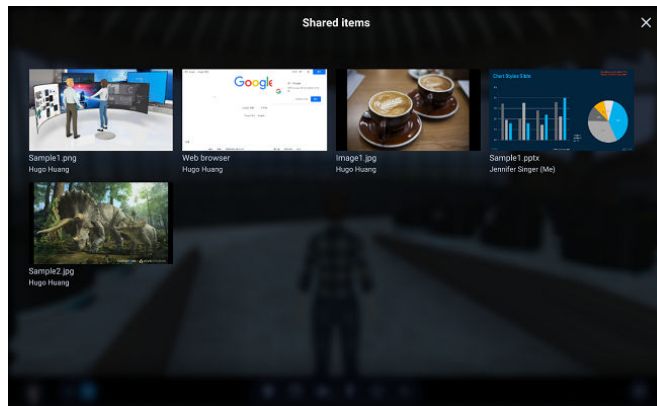 Shared items
Google
Sample1.png
Hugo Huang
Web browser
Hugo Huang
Image1.jpg
Hugo Huang
Chart Styles Slide
Sample1.pptx
Jennifer Singer (Me)
Sample2.jpg
Hugo Huang